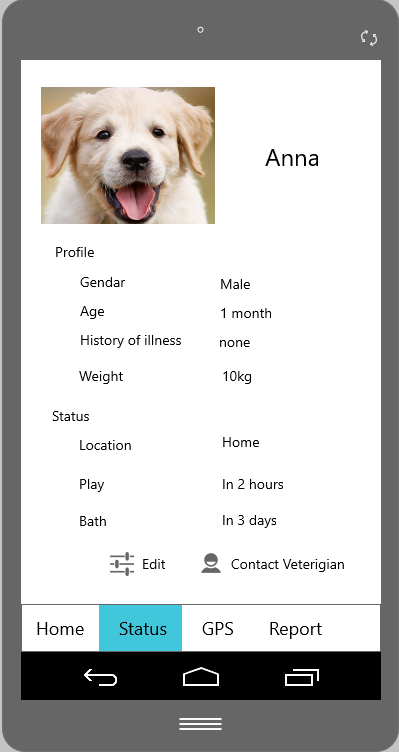 Anna
Profile
Gendar Male
Age 1 month
History of illness none
Weight 10kg
Status
Location Home
Play In 2 hours
Bath In 3 days
Edit Contact Veterigian
Home Status GPS Report